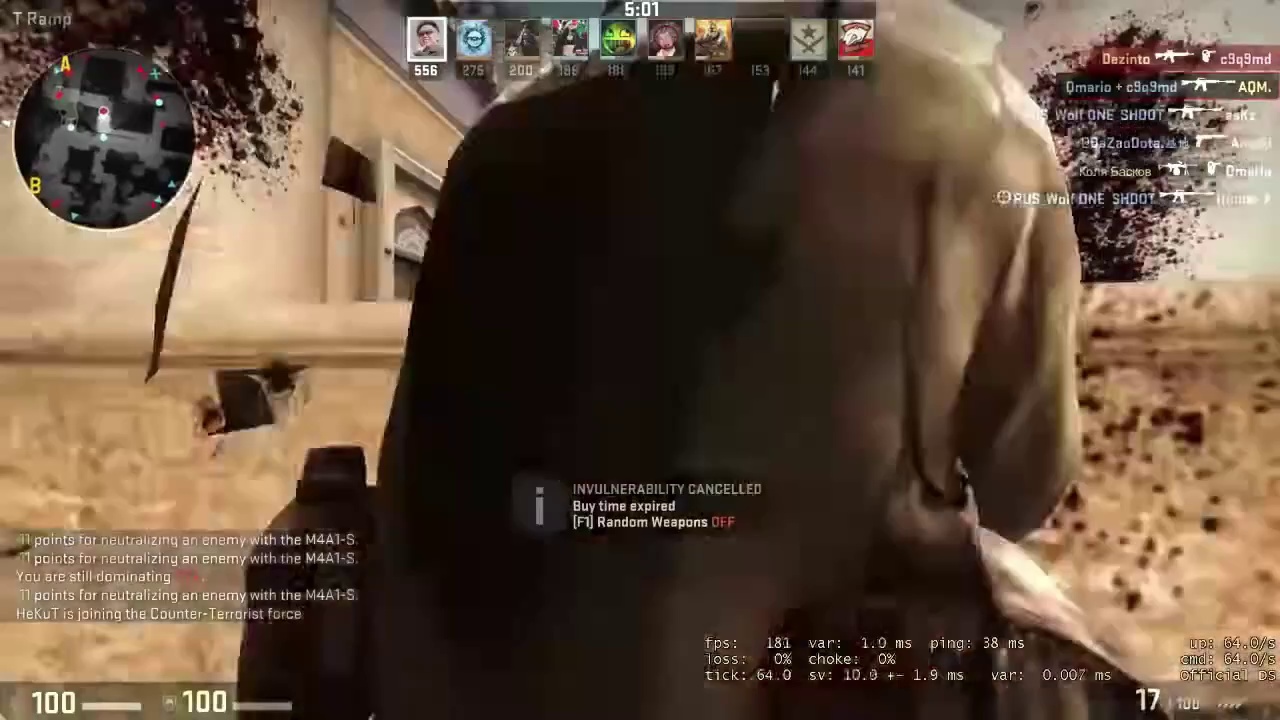 T Ramp
5:01
A
B
556 275 200 186 181 167 153 144 141
Dezinto c9q9md
Qmario + c9q9md AQM.
Wolf ONE SHOOT
Коля Басков
RUS Wolf ONE SHOOT
INVULNERABILITY CANCELLED
Buy time expired
[F1] Random Weapons OFF
11 points for neutralizing an enemy with the M4A1-S.
11 points for neutralizing an enemy with the M4A1-S.
You are still dominating
11 points for neutralizing an enemy with the M4A1-S.
HeKuT is joining the Counter-Terrorist force
fps: 181 var: 1.0 ms ping: 38 ms up: 64.0/s
loss: 0% choke: 0% cmd: 64.0/s
tick: 64.0 sv: 10.0 +- 1.9 ms var: 0.007 ms Official DS
100 100 17 / 100